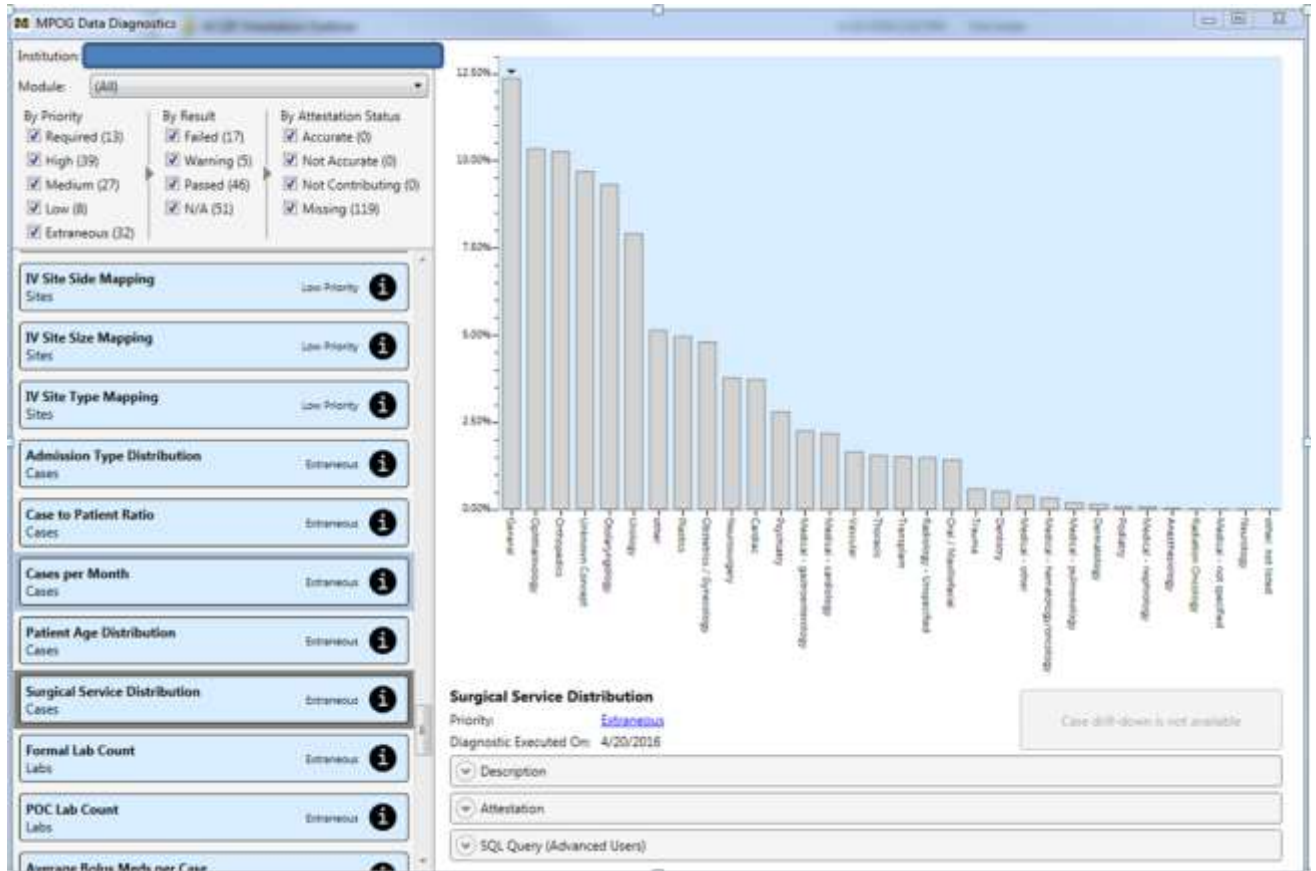 MPOG Data Diagnostics
Institution:
Module: (All)
By Priority By Result By Attestation Status
Required (13) Failed (17) Accurate (0)
High (39) Warning (5) Not Accurate (0)
Medium (27) Passed (46) Not Contributing (0)
Low (8) N/A (51) Missing (119)
Extraneous (32)
IV Site Side Mapping
Sites
Low Priority
IV Site Size Mapping
Sites
Low Priority
IV Site Type Mapping
Sites
Low Priority
Admission Type Distribution
Cases
Extraneous
Case to Patient Ratio
Cases
Extraneous
Cases per Month
Cases
Extraneous
Patient Age Distribution
Cases
Extraneous
Surgical Service Distribution
Cases
Extraneous
Formal Lab Count
Labs
Extraneous
POC Lab Count
Labs
Extraneous
Average Bolus Meds per Case
12.50%
10.00%
7.50%
5.00%
2.50%
0.00%
General
Ophthalmology
Orthopedics
Unknown Concept
Otolaryngology
Urology
other
Plastics
Obstetrics / Gynecology
Neurosurgery
Cardiac
Psychiatry
Medical - gastroenterology
Medical - cardiology
Vascular
Thoracic
Transplant
Radiology - Unspecified
Oral / Maxillofacial
Trauma
Dentistry
Medical - other
Medical - hematology/oncology
Medical - pulmonology
Dermatology
Podiatry
Medical - nephrology
Anesthesiology
Radiation Oncology
Medical - not specified
Neurology
other not listed
Surgical Service Distribution
Priority: Extraneous
Diagnostic Executed On: 4/20/2016
Case drill-down is not available
Description
Attestation
SQL Query (Advanced Users)